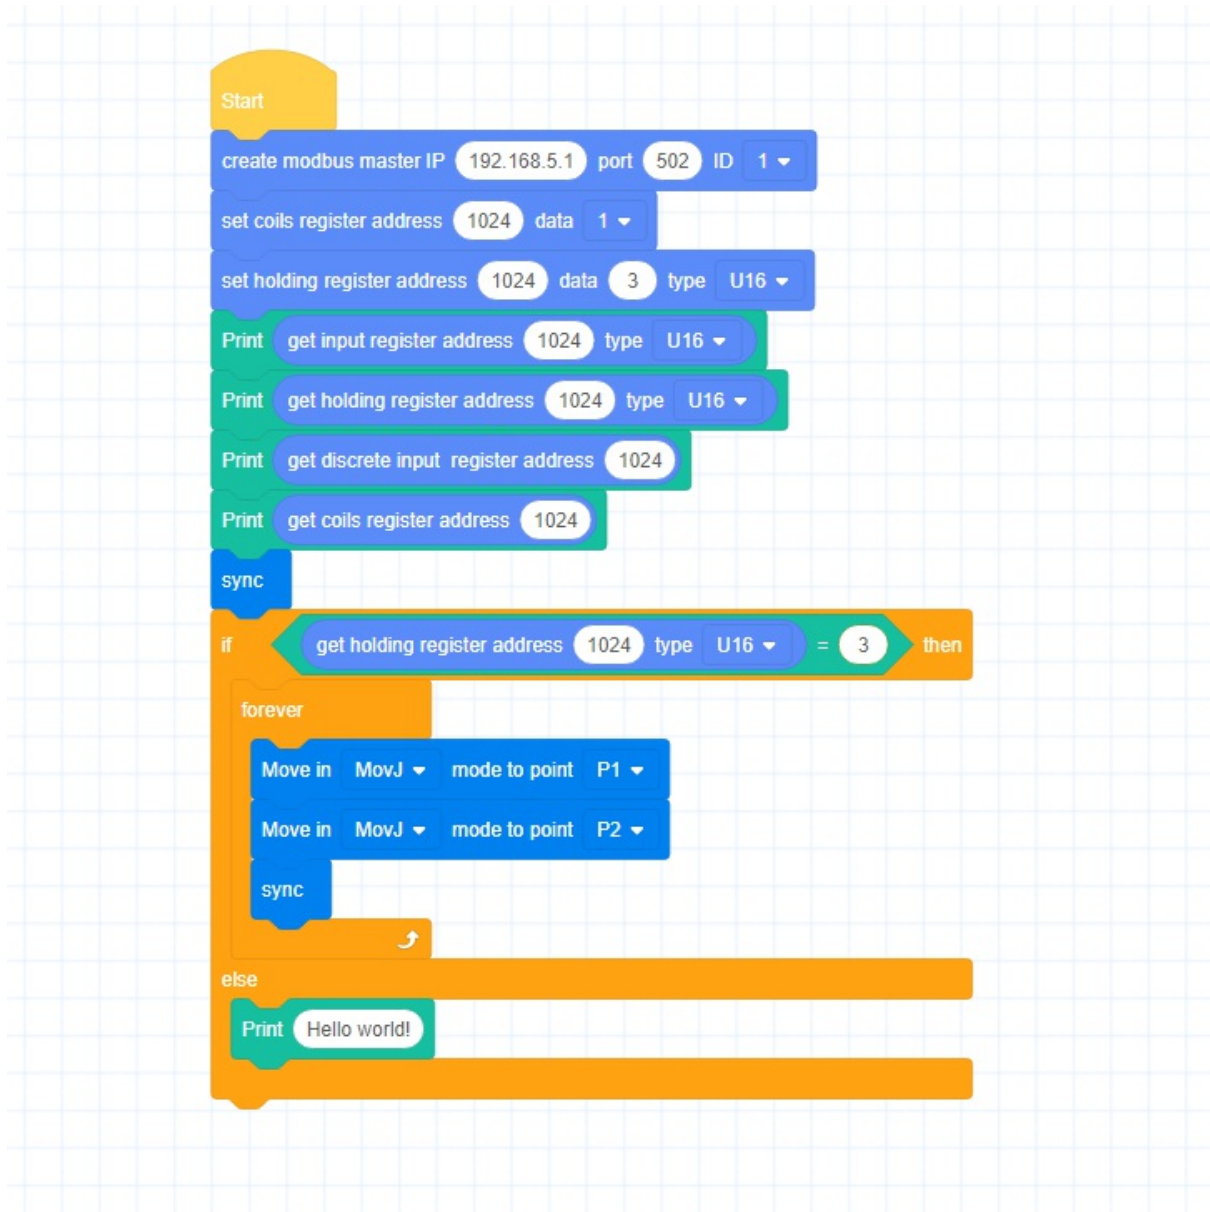 Start
create modbus master IP 192.168.5.1 port 502 ID 1
set coils register address 1024 data 1
set holding register address 1024 data 3 type U16
Print get input register address 1024 type U16
Print get holding register address 1024 type U16
Print get discrete input register address 1024
Print get coils register address 1024
sync
if get holding register address 1024 type U16 = 3 then
forever
Move in MovJ mode to point P1
Move in MovJ mode to point P2
sync
else
Print Hello world!